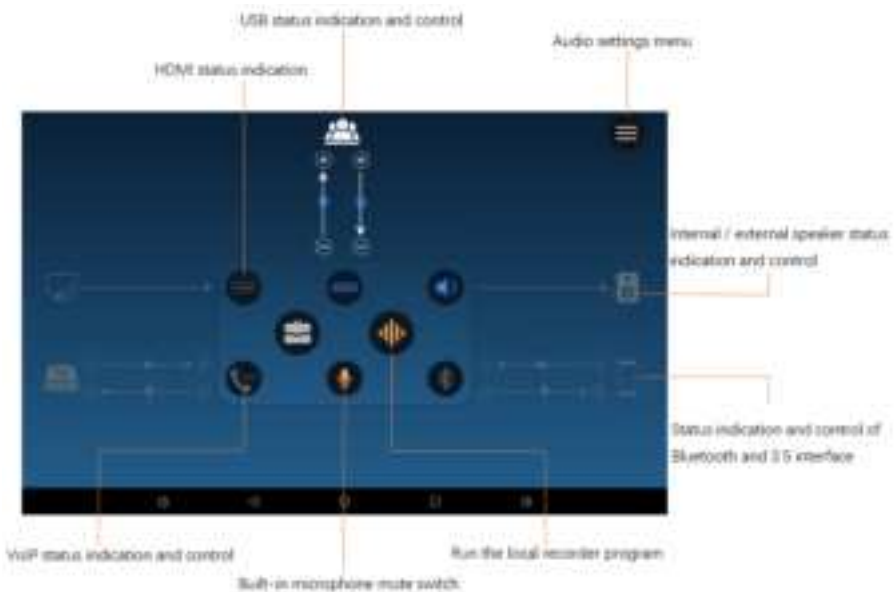 USB status indication and control
Audio settings menu
HDMI status indication
Internal / external speaker status
indication and control
Status indication and control of
Bluetooth and 3.5 interface
VoIP status indication and control
Run the local recorder program
Built-in microphone mute switch